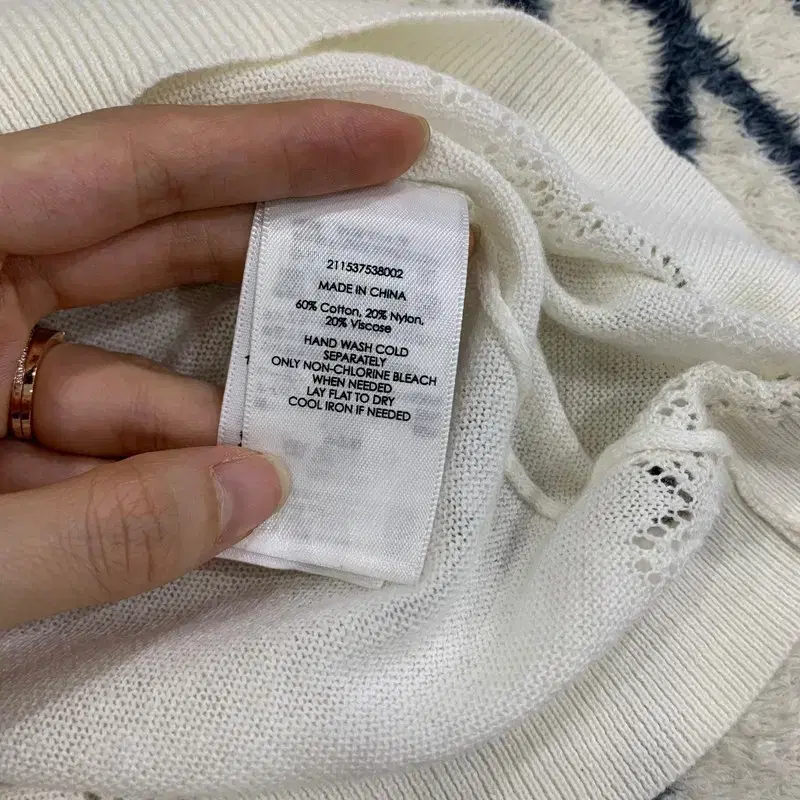 211537538002
MADE IN CHINA
60% Cotton, 20% Nylon,
20% Viscose
HAND WASH COLD
SEPARATELY
ONLY NON-CHLORINE BLEACH
WHEN NEEDED
LAY FLAT TO DRY
COOL IRON IF NEEDED